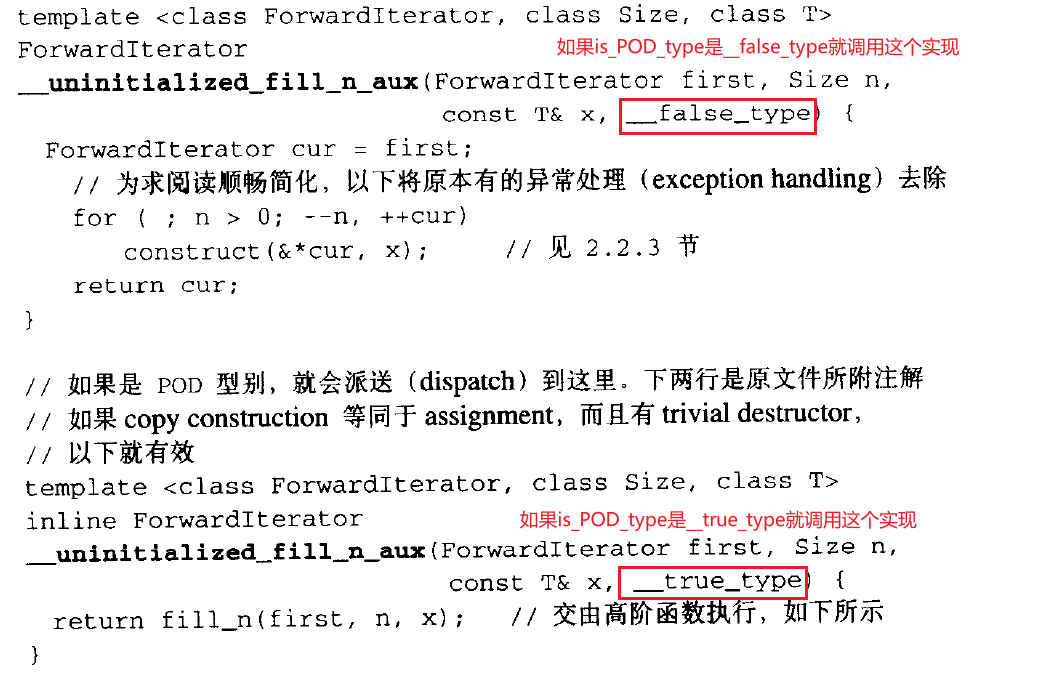 template <class ForwardIterator, class Size, class T>
ForwardIterator 如果is_POD_type是__false_type就调用这个实现
__uninitialized_fill_n_aux(ForwardIterator first, Size n,
const T& x, __false_type) {
ForwardIterator cur = first;
// 为求阅读顺畅简化，以下将原本有的异常处理（exception handling）去除
for ( ; n > 0; --n, ++cur)
construct(&*cur, x); // 见 2.2.3 节
return cur;
}
// 如果是 POD 型别，就会派送（dispatch）到这里。下两行是原文件所附注解
// 如果 copy construction 等同于 assignment，而且有 trivial destructor，
// 以下就有效
template <class ForwardIterator, class Size, class T>
inline ForwardIterator 如果is_POD_type是__true_type就调用这个实现
__uninitialized_fill_n_aux(ForwardIterator first, Size n,
const T& x, __true_type) {
return fill_n(first, n, x); // 交由高阶函数执行，如下所示
}